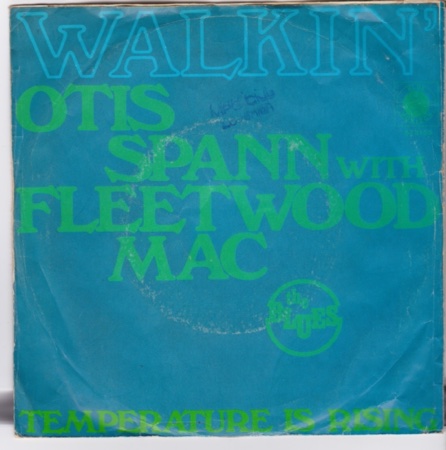 WALKIN'
OTIS
SPANN WITH
FLEETWOOD
MAC
the
BLUES
TEMPERATURE IS RISING